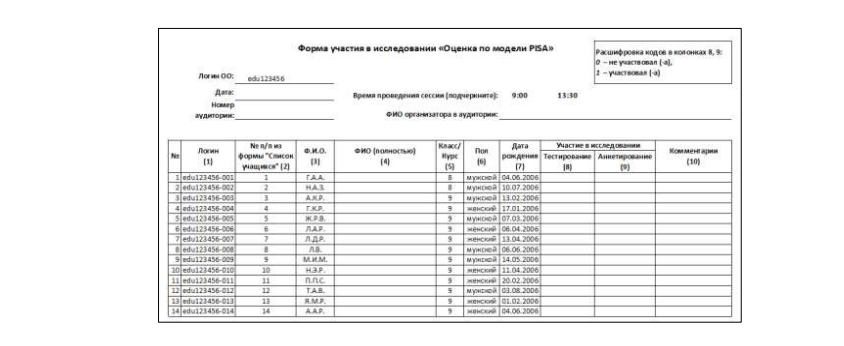 Форма участия в исследовании «Оценка по модели PISA»
Расшифровка кодов в колонках 8, 9:
0 – не участвовал (-а),
1 – участвовал (-а)
Логин ОО: edu123456
Дата:
Время проведения сессии (подчеркните): 9:00 13:30
Номер аудитории:
ФИО организатора в аудитории:
№ Логин (1) № п/п из формы "Список учащихся" (2) Ф.И.О. (3) ФИО (полностью) (4) Класс/Курс (5) Пол (6) Дата рождения (7) Участие в исследовании Тестирование (8) Анкетирование (9) Комментарии (10)
1 edu123456-001 1 Г.А.А. 8 мужской 04.06.2006
2 edu123456-002 2 Н.А.З. 8 мужской 10.07.2006
3 edu123456-003 3 А.К.Р. 9 мужской 13.02.2006
4 edu123456-004 4 Г.К.Р. 9 женский 17.01.2006
5 edu123456-005 5 Ж.Р.В. 9 мужской 07.03.2006
6 edu123456-006 6 Л.А.Р. 9 женский 06.04.2006
7 edu123456-007 7 Л.Д.Р. 9 женский 13.04.2006
8 edu123456-008 8 Л.В. 9 мужской 06.06.2006
9 edu123456-009 9 М.И.М. 9 мужской 14.05.2006
10 edu123456-010 10 Н.Э.Р. 9 женский 11.04.2006
11 edu123456-011 11 П.П.С. 9 женский 20.02.2006
12 edu123456-012 12 Т.А.В. 9 мужской 03.08.2006
13 edu123456-013 13 Я.М.Р. 9 женский 01.02.2006
14 edu123456-014 14 А.А.Р. 9 женский 04.06.2006